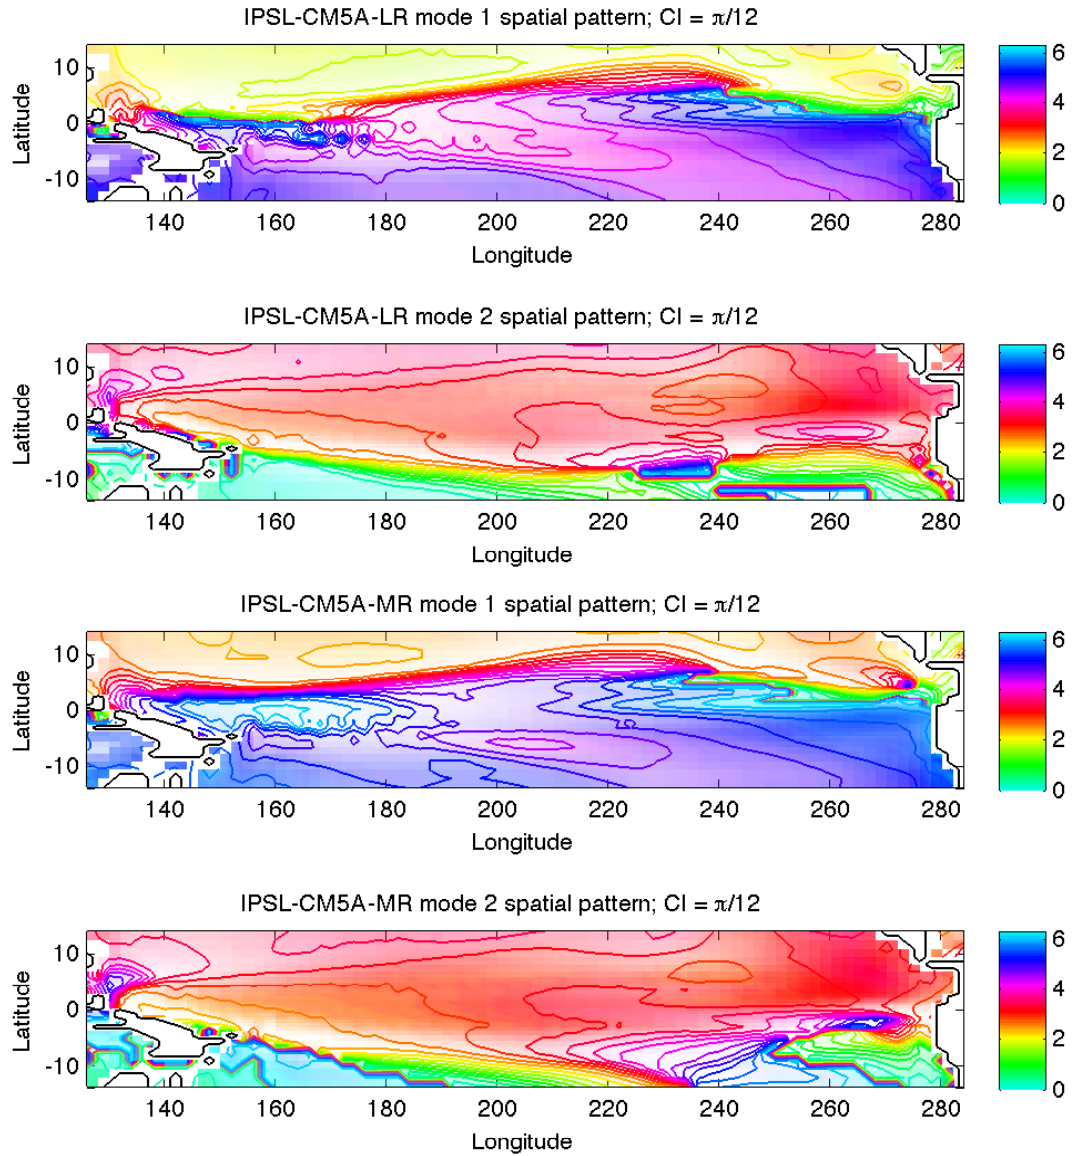 IPSL-CM5A-LR mode 1 spatial pattern; CI = π/12
10
0
-10
Latitude
140 160 180 200 220 240 260 280
Longitude
6
4
2
0
IPSL-CM5A-LR mode 2 spatial pattern; CI = π/12
10
0
-10
Latitude
140 160 180 200 220 240 260 280
Longitude
6
4
2
0
IPSL-CM5A-MR mode 1 spatial pattern; CI = π/12
10
0
-10
Latitude
140 160 180 200 220 240 260 280
Longitude
6
4
2
0
IPSL-CM5A-MR mode 2 spatial pattern; CI = π/12
10
0
-10
Latitude
140 160 180 200 220 240 260 280
Longitude
6
4
2
0